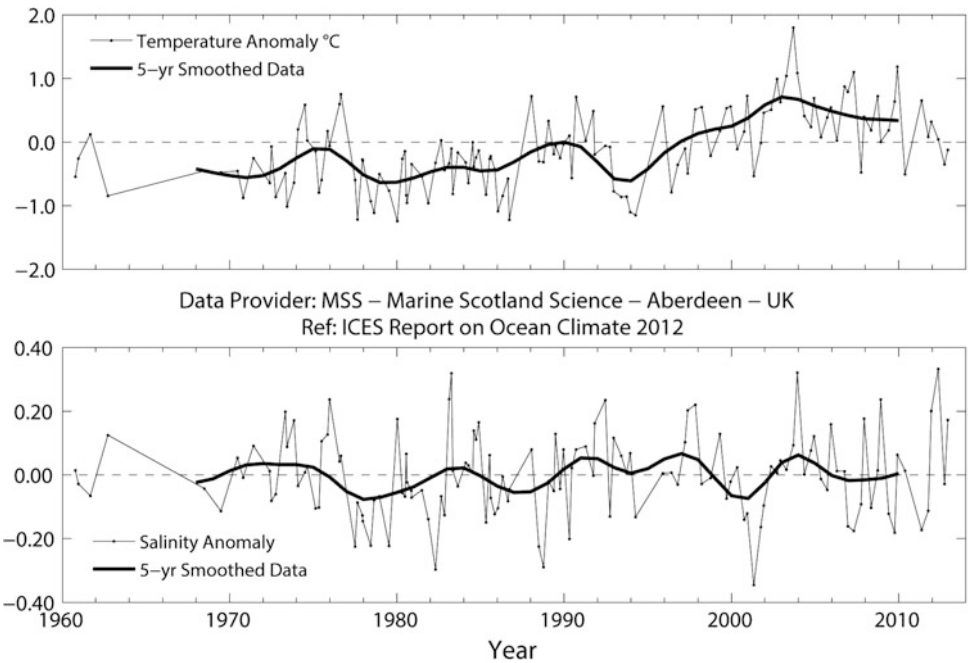 2.0
Temperature Anomaly °C
5−yr Smoothed Data
1.0
0.0
−1.0
−2.0
Data Provider: MSS − Marine Scotland Science − Aberdeen − UK
Ref: ICES Report on Ocean Climate 2012
0.40
0.20
0.00
−0.20
Salinity Anomaly
5−yr Smoothed Data
−0.40
1960 1970 1980 1990 2000 2010
Year